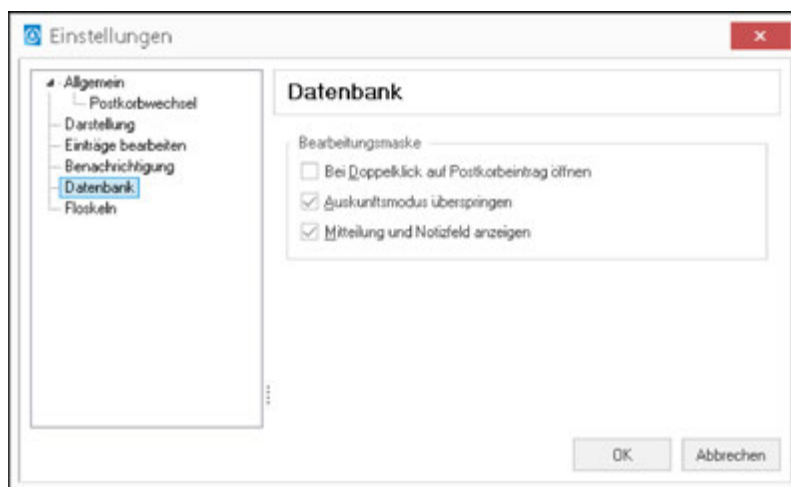 Einstellungen
Allgemein
Postkorbwechsel
Darstellung
Einträge bearbeiten
Benachrichtigung
Datenbank
Floskeln
Datenbank
Bearbeitungsmaske
Bei Doppelklick auf Postkorbeintrag öffnen
Auskunftsmodus überspringen
Mitteilung und Notizfeld anzeigen
OK
Abbrechen